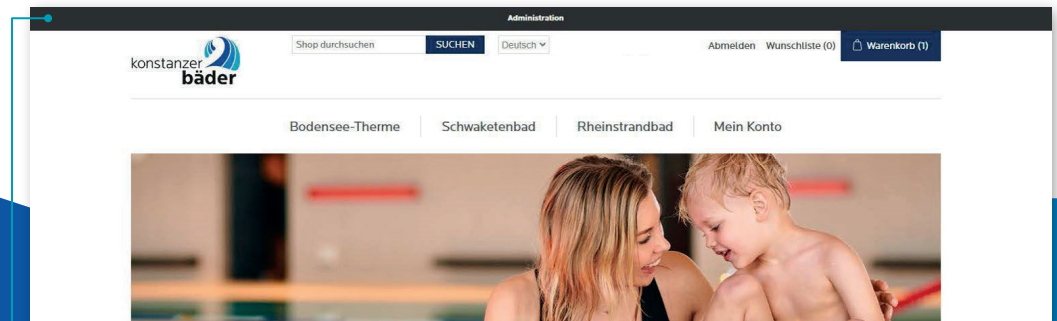 Administration
Shop durchsuchen SUCHEN Deutsch Abmelden Wunschliste (0) Warenkorb (1)
konstanzer
bäder
Bodensee-Therme Schwaketenbad Rheinstrandbad Mein Konto